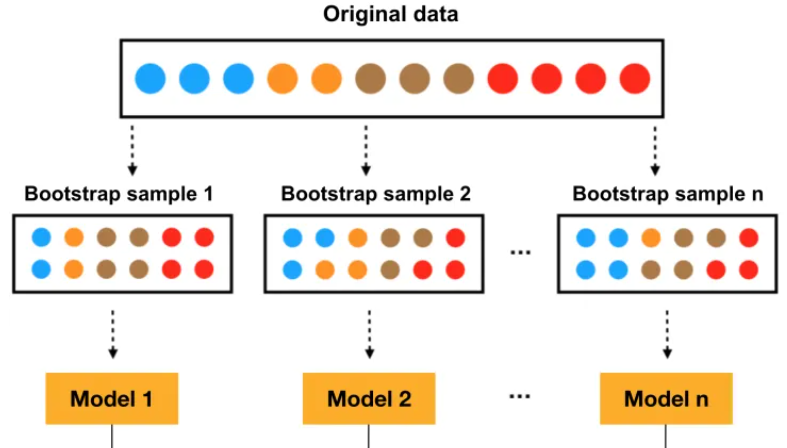 Original data
Bootstrap sample 1
Bootstrap sample 2
Bootstrap sample n
...
Model 1
Model 2
...
Model n